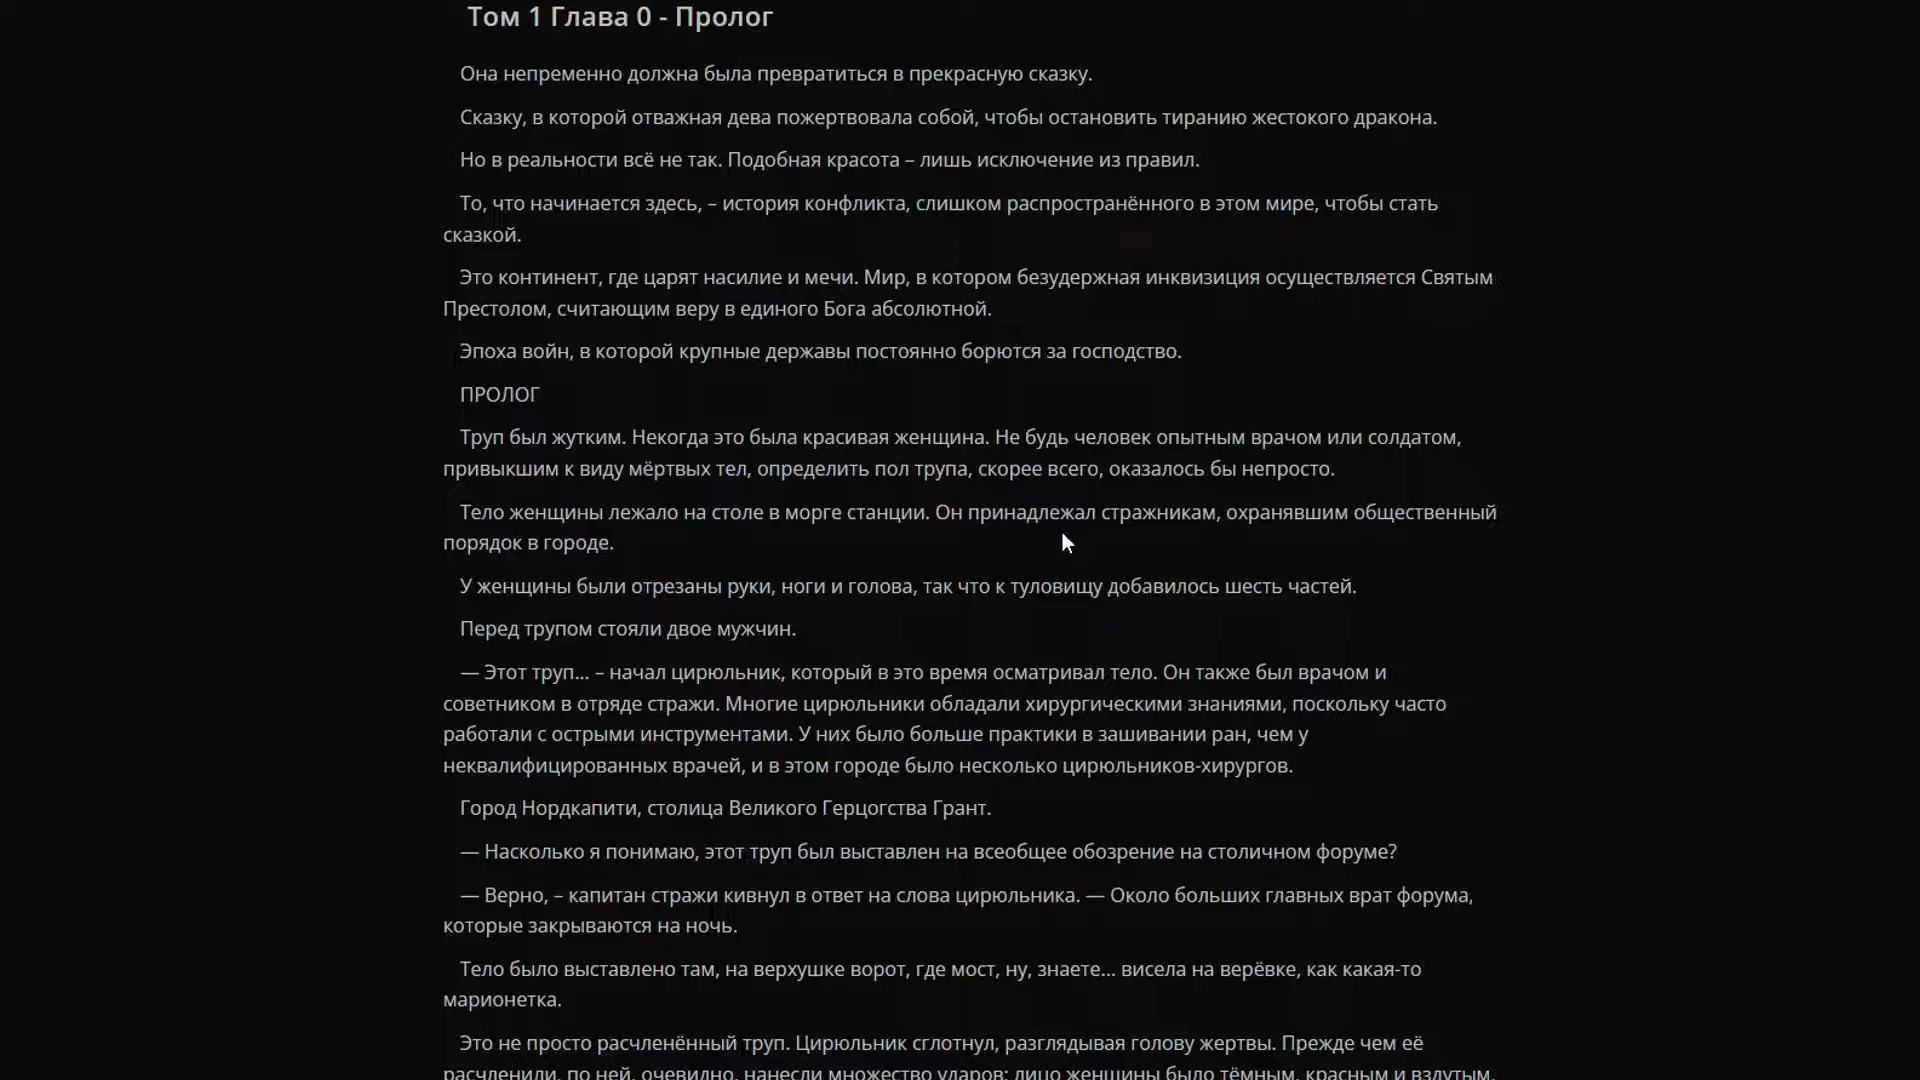 Том 1 Глава 0 - Пролог
Она непременно должна была превратиться в прекрасную сказку.
Сказку, в которой отважная дева пожертвовала собой, чтобы остановить тиранию жестокого дракона.
Но в реальности всё не так. Подобная красота – лишь исключение из правил.
То, что начинается здесь, – история конфликта, слишком распространённого в этом мире, чтобы стать
сказкой.
Это континент, где царят насилие и мечи. Мир, в котором безудержная инквизиция осуществляется Святым
Престолом, считающим веру в единого Бога абсолютной.
Эпоха войн, в которой крупные державы постоянно борются за господство.
ПРОЛОГ
Труп был жутким. Некогда это была красивая женщина. Не будь человек опытным врачом или солдатом,
привыкшим к виду мёртвых тел, определить пол трупа, скорее всего, оказалось бы непросто.
Тело женщины лежало на столе в морге станции. Он принадлежал стражникам, охранявшим общественный
порядок в городе.
У женщины были отрезаны руки, ноги и голова, так что к туловищу добавилось шесть частей.
Перед трупом стояли двое мужчин.
— Этот труп... – начал цирюльник, который в это время осматривал тело. Он также был врачом и
советником в отряде стражи. Многие цирюльники обладали хирургическими знаниями, поскольку часто
работали с острыми инструментами. У них было больше практики в зашивании ран, чем у
неквалифицированных врачей, и в этом городе было несколько цирюльников-хирургов.
Город Нордкапити, столица Великого Герцогства Грант.
— Насколько я понимаю, этот труп был выставлен на всеобщее обозрение на столичном форуме?
— Верно, – капитан стражи кивнул в ответ на слова цирюльника. — Около больших главных врат форума,
которые закрываются на ночь.
Тело было выставлено там, на верхушке ворот, где мост, ну, знаете... висела на верёвке, как какая-то
марионетка.
Это не просто расчленённый труп. Цирюльник сглотнул, разглядывая голову жертвы. Прежде чем её
расчленили, по ней, очевидно, нанесли множество ударов: лицо женщины было тёмным, красным и вздутым.